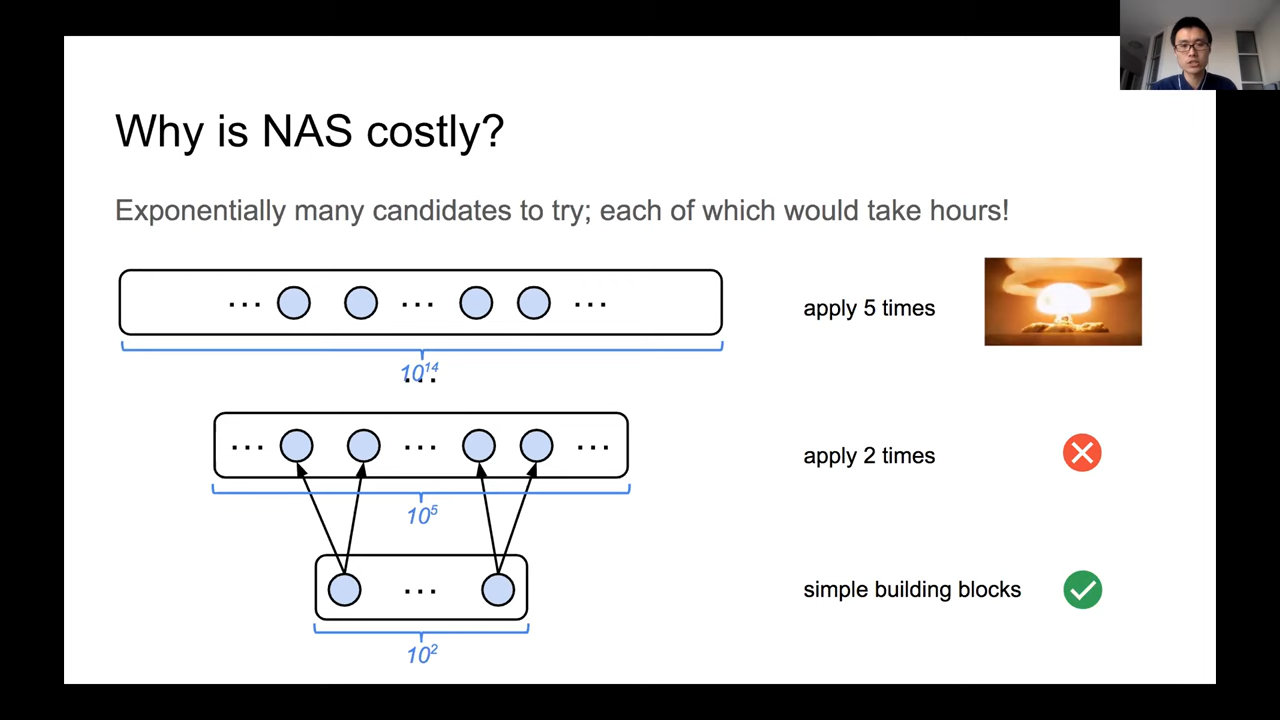 Why is NAS costly?
Exponentially many candidates to try; each of which would take hours!
... ... ...
apply 5 times
10¹⁴
...
... ... ...
apply 2 times
10⁵
...
simple building blocks
10²